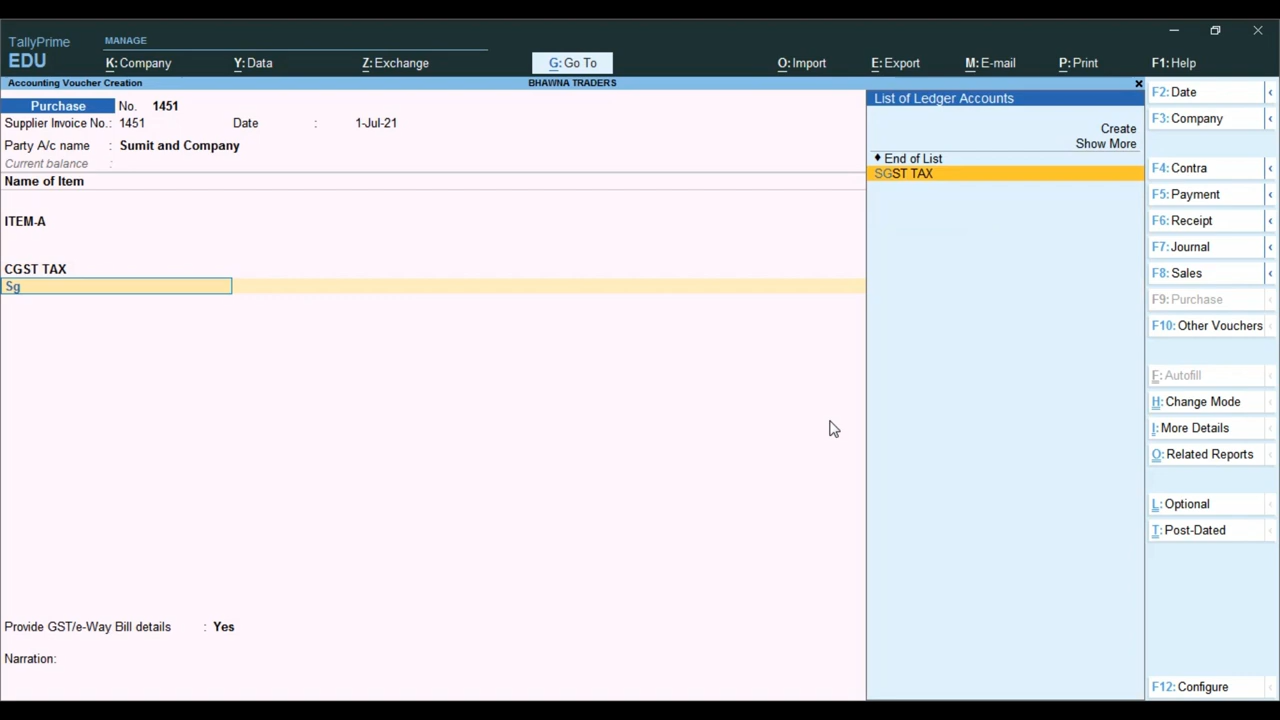 TallyPrime
EDU
MANAGE
K: Company
Y: Data
Z: Exchange
G: Go To
O: Import
E: Export
M: E-mail
P: Print
F1: Help
Accounting Voucher Creation
BHAWNA TRADERS
Purchase No. 1451
Supplier Invoice No.: 1451 Date : 1-Jul-21
Party A/c name : Sumit and Company
Current balance :
Name of Item
ITEM-A
CGST TAX
Sg
Provide GST/e-Way Bill details : Yes
Narration:
List of Ledger Accounts
Create
Show More
♦ End of List
SGST TAX
F2: Date
F3: Company
F4: Contra
F5: Payment
F6: Receipt
F7: Journal
F8: Sales
F9: Purchase
F10: Other Vouchers
F: Autofill
H: Change Mode
I: More Details
O: Related Reports
L: Optional
T: Post-Dated
F12: Configure